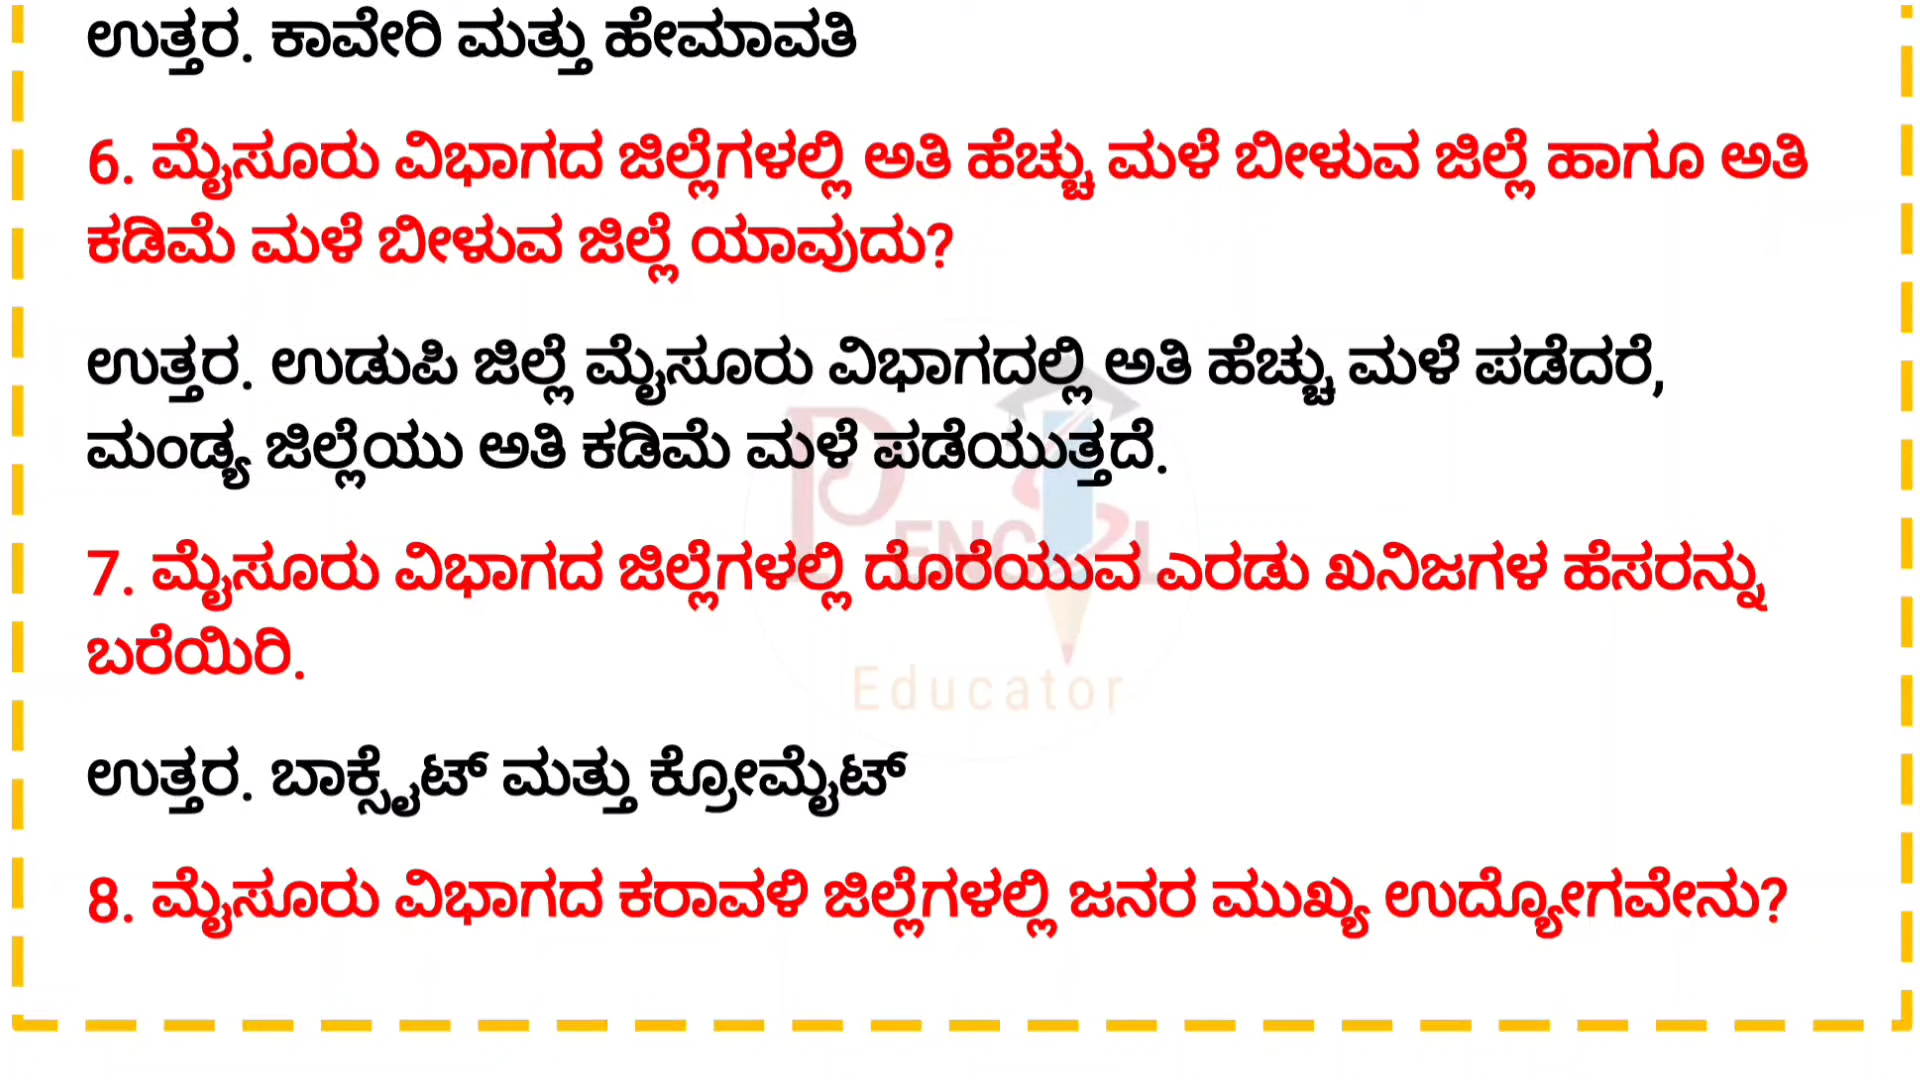 ಉತ್ತರ. ಕಾವೇರಿ ಮತ್ತು ಹೇಮಾವತಿ
6. ಮೈಸೂರು ವಿಭಾಗದ ಜಿಲ್ಲೆಗಳಲ್ಲಿ ಅತಿ ಹೆಚ್ಚು ಮಳೆ ಬೀಳುವ ಜಿಲ್ಲೆ ಹಾಗೂ ಅತಿ
ಕಡಿಮೆ ಮಳೆ ಬೀಳುವ ಜಿಲ್ಲೆ ಯಾವುದು?
ಉತ್ತರ. ಉಡುಪಿ ಜಿಲ್ಲೆ ಮೈಸೂರು ವಿಭಾಗದಲ್ಲಿ ಅತಿ ಹೆಚ್ಚು ಮಳೆ ಪಡೆದರೆ,
ಮಂಡ್ಯ ಜಿಲ್ಲೆಯು ಅತಿ ಕಡಿಮೆ ಮಳೆ ಪಡೆಯುತ್ತದೆ.
PENCIL
7. ಮೈಸೂರು ವಿಭಾಗದ ಜಿಲ್ಲೆಗಳಲ್ಲಿ ದೊರೆಯುವ ಎರಡು ಖನಿಜಗಳ ಹೆಸರನ್ನು
ಬರೆಯಿರಿ.
Educator
ಉತ್ತರ. ಬಾಕ್ಸೈಟ್ ಮತ್ತು ಕ್ರೋಮೈಟ್
8. ಮೈಸೂರು ವಿಭಾಗದ ಕರಾವಳಿ ಜಿಲ್ಲೆಗಳಲ್ಲಿ ಜನರ ಮುಖ್ಯ ಉದ್ಯೋಗವೇನು?